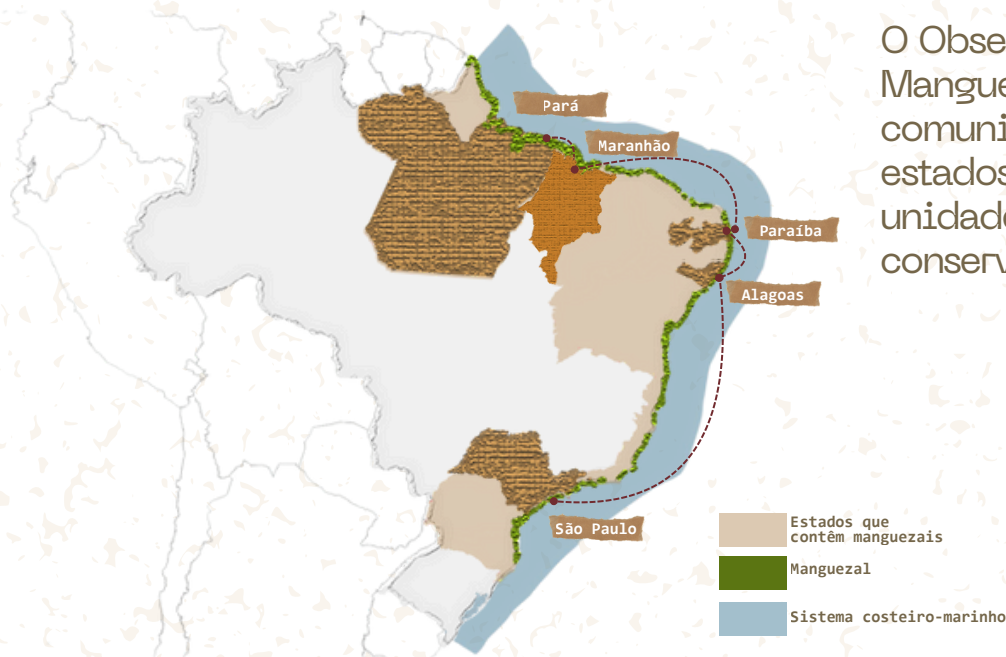 O Obse
Mangue
comuni
estados
unidade
conserv
Pará
Maranhão
Paraíba
Alagoas
São Paulo
Estados que
contêm manguezais
Manguezal
Sistema costeiro-marinho